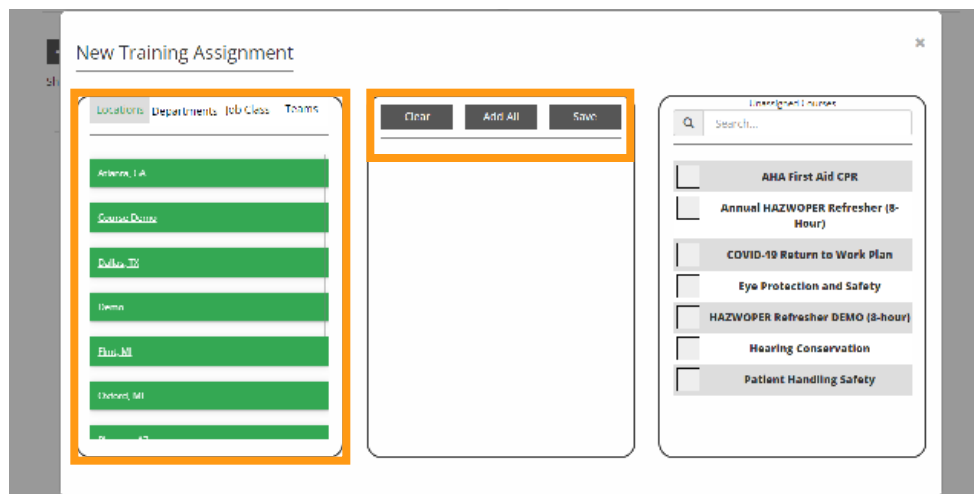 New Training Assignment
×
Sh
Locations Departments Job Class Teams
Atlanta, GA
Course Demo
Dallas, TX
Demo
Flint, MI
Oxford, MI
Clear Add All Save
Unassigned Courses
Search...
AHA First Aid CPR
Annual HAZWOPER Refresher (8-
Hour)
COVID-19 Return to Work Plan
Eye Protection and Safety
HAZWOPER Refresher DEMO (8-hour)
Hearing Conservation
Patient Handling Safety